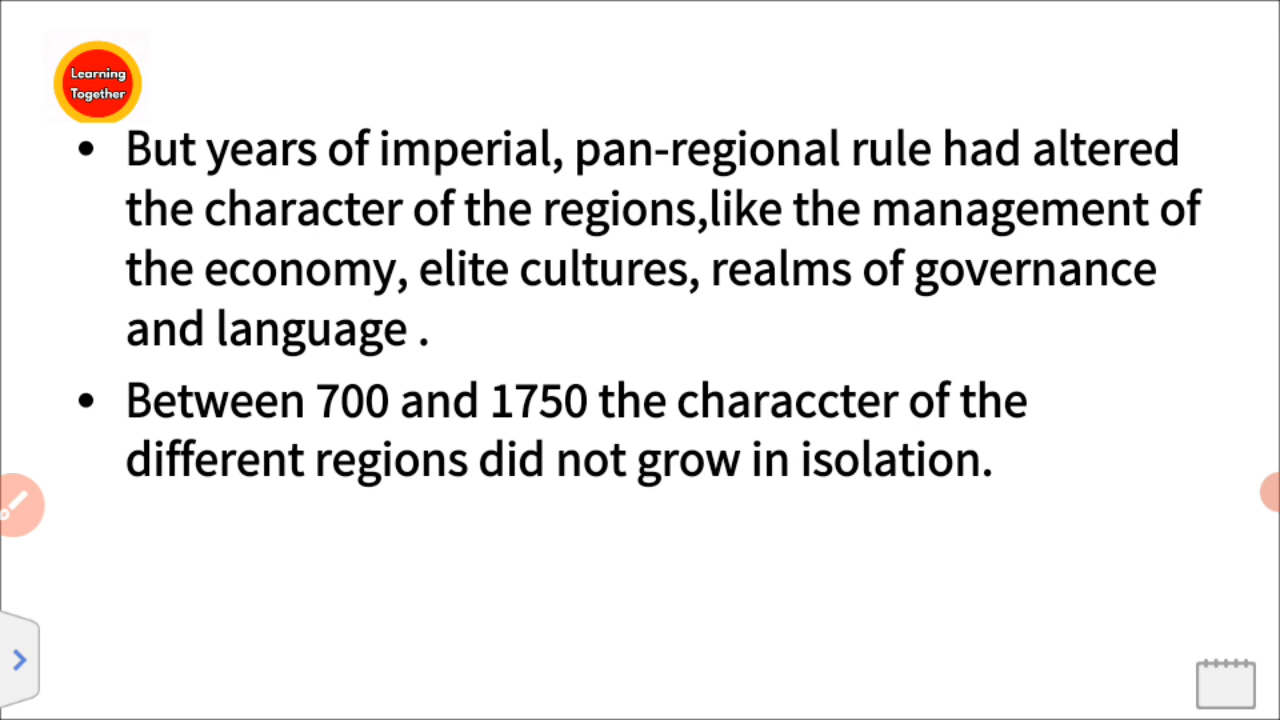 Learning
Together
• But years of imperial, pan-regional rule had altered
the character of the regions,like the management of
the economy, elite cultures, realms of governance
and language .
• Between 700 and 1750 the characcter of the
different regions did not grow in isolation.